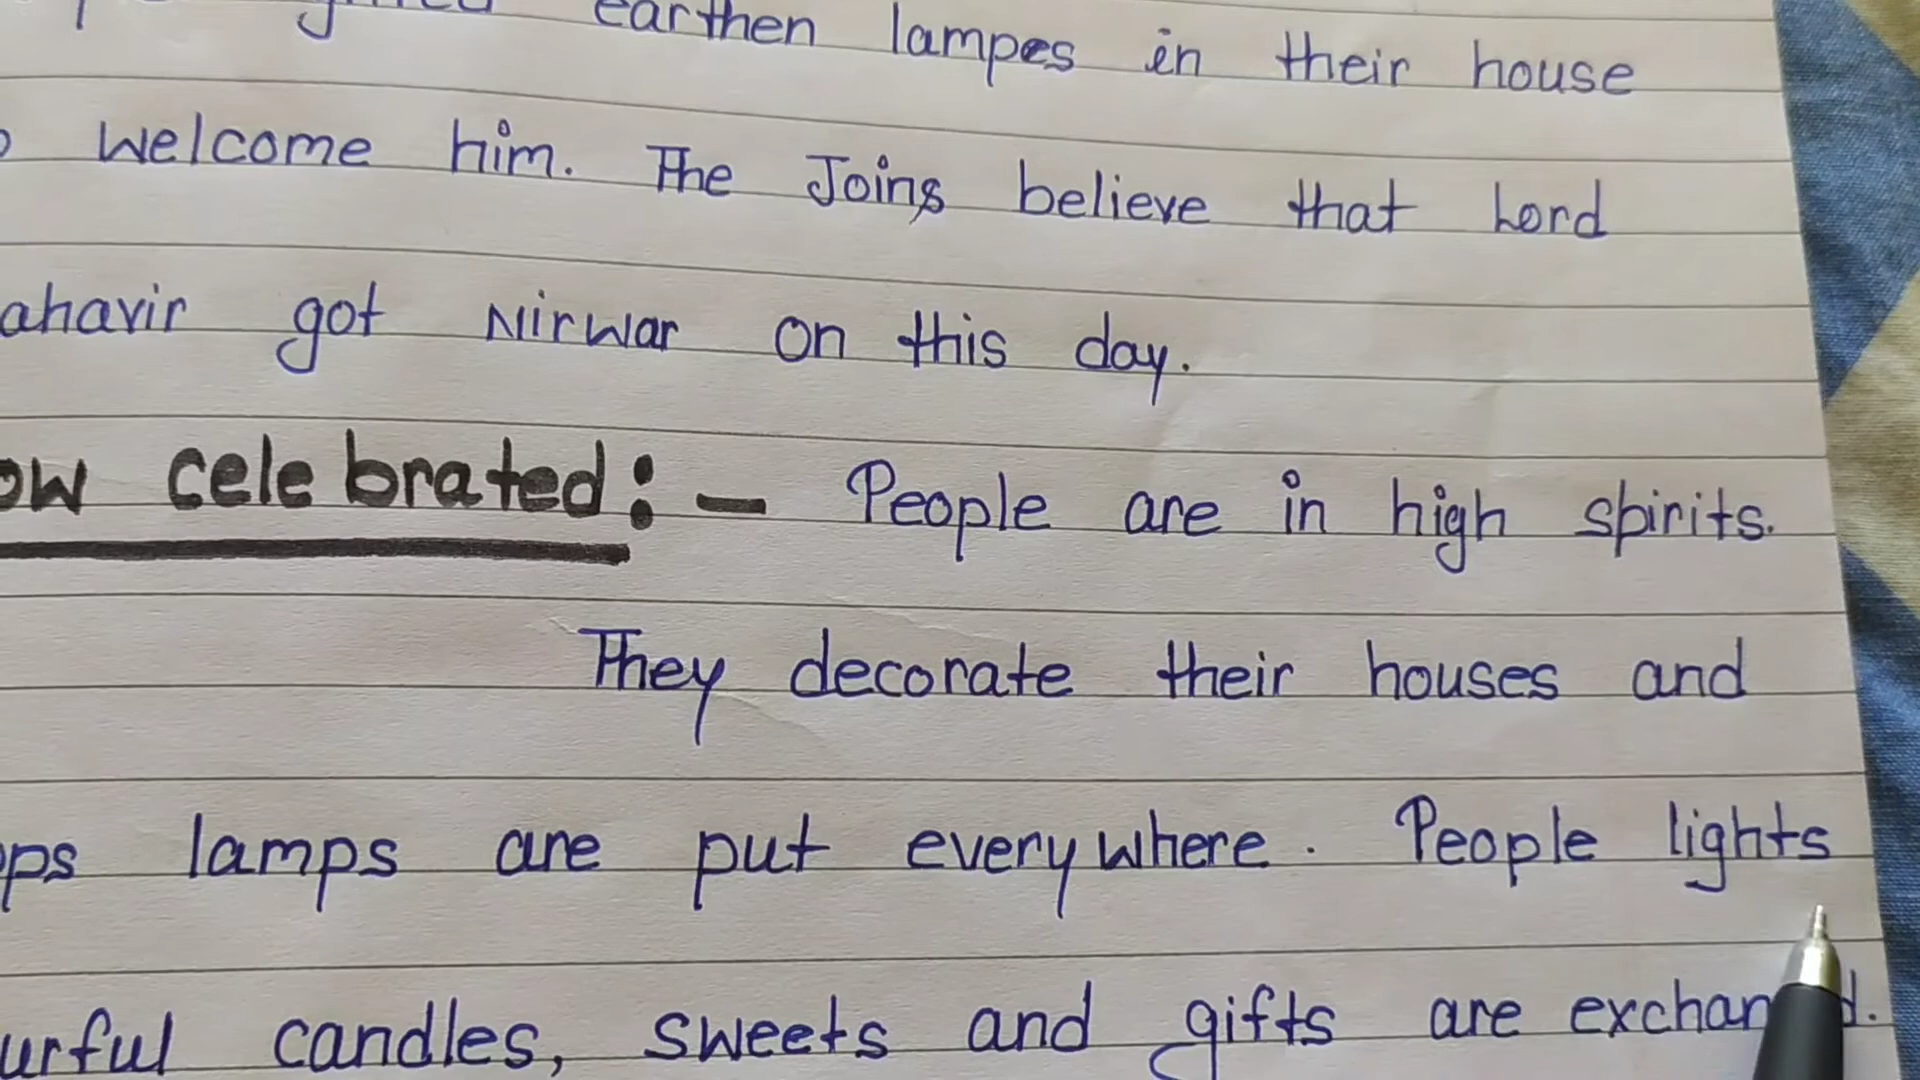 earthen lampes in their house
welcome him. The Joins believe that Lord
ahavir got Nirwar on this day.
ow celebrated:- People are in high spirits.
They decorate their houses and
ps lamps are put everywhere. People lights
urful candles, sweets and gifts are